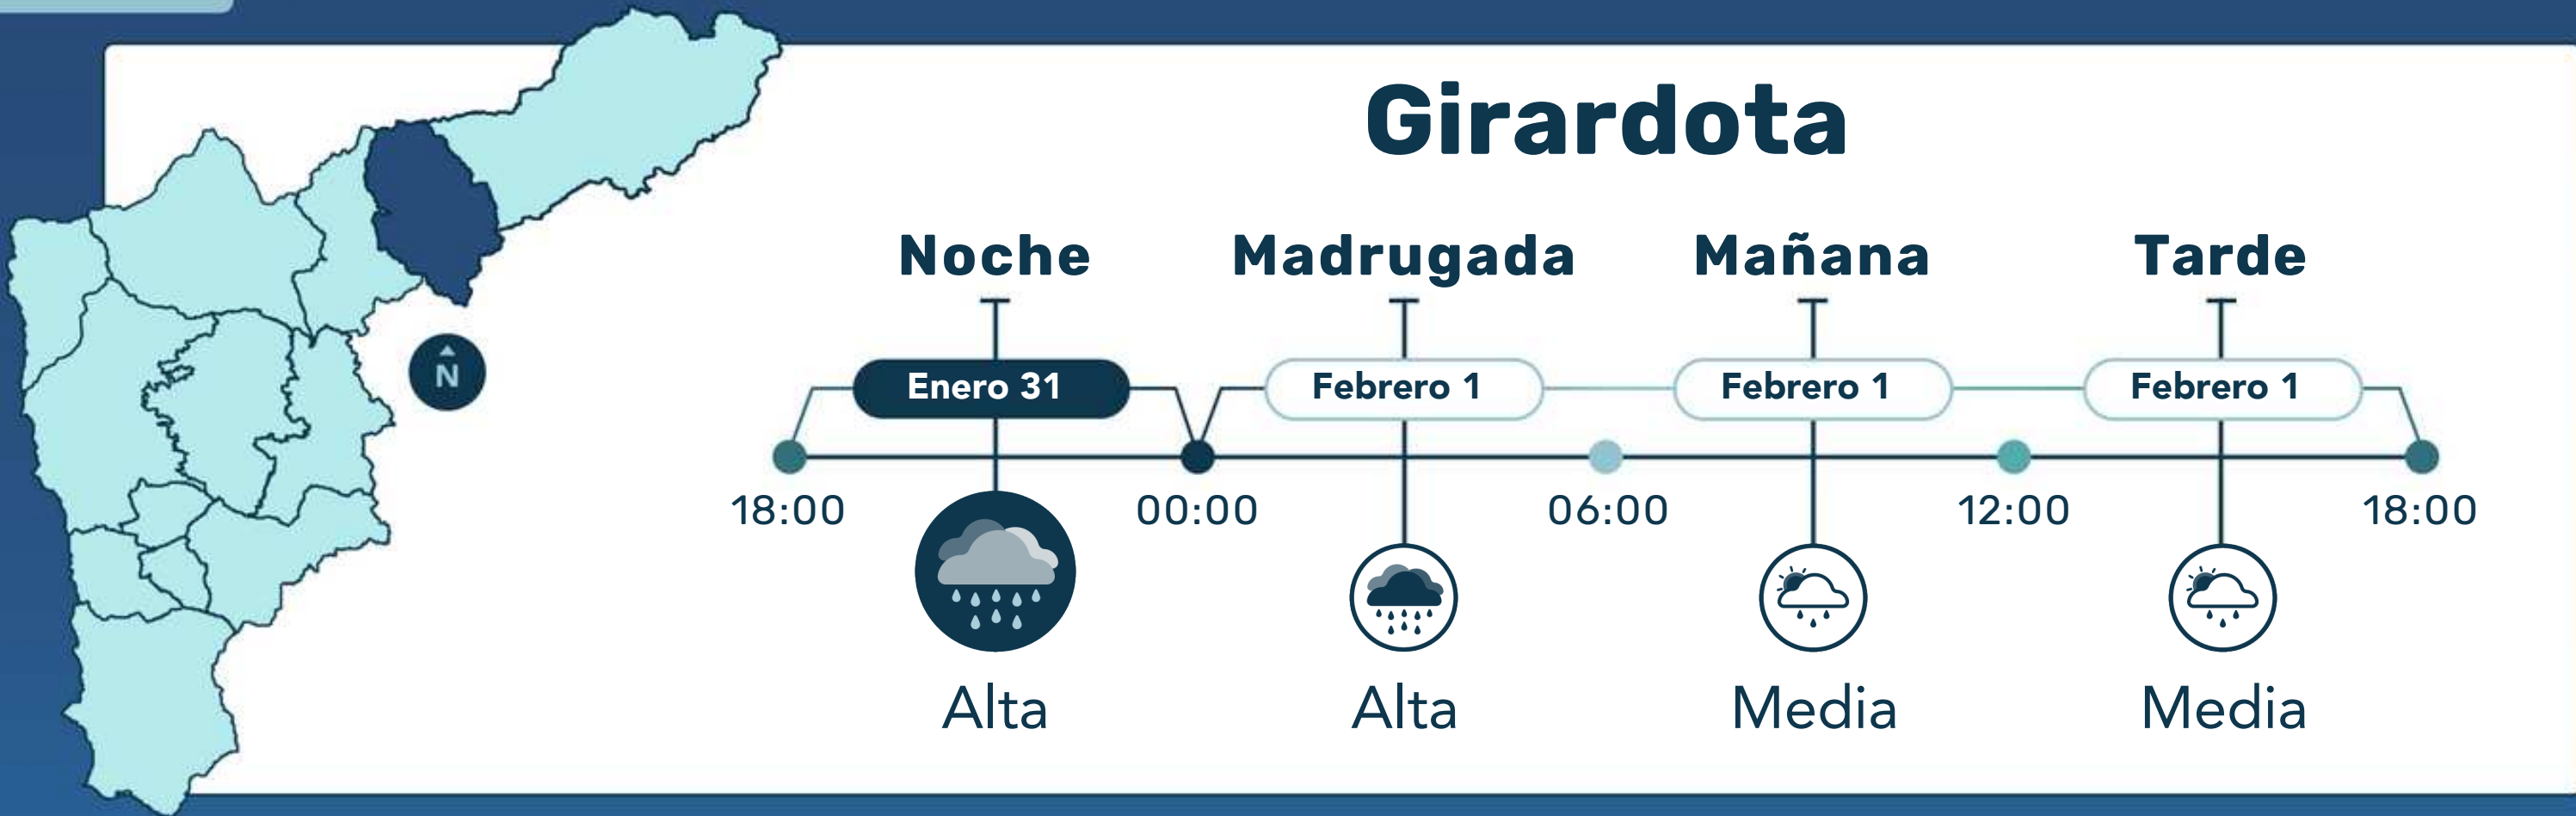 Girardota
Noche Madrugada Mañana Tarde
N
Enero 31 Febrero 1 Febrero 1 Febrero 1
18:00 00:00 06:00 12:00 18:00
Alta Alta Media Media